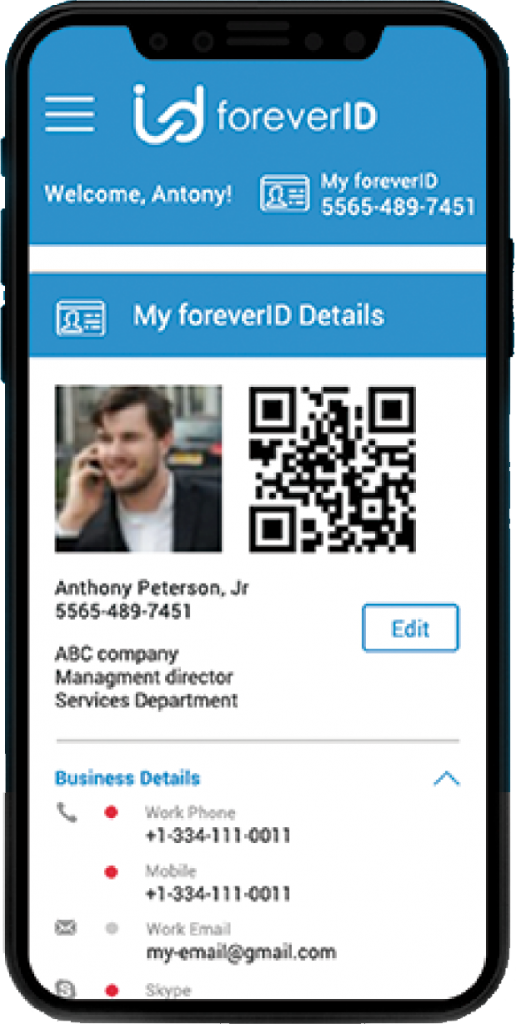 foreverID
Welcome, Antony!
My foreverID
5565-489-7451
My foreverID Details
Anthony Peterson, Jr
5565-489-7451
Edit
ABC company
Managment director
Services Department
Business Details
Work Phone
+1-334-111-0011
Mobile
+1-334-111-0011
Work Email
my-email@gmail.com
Skype